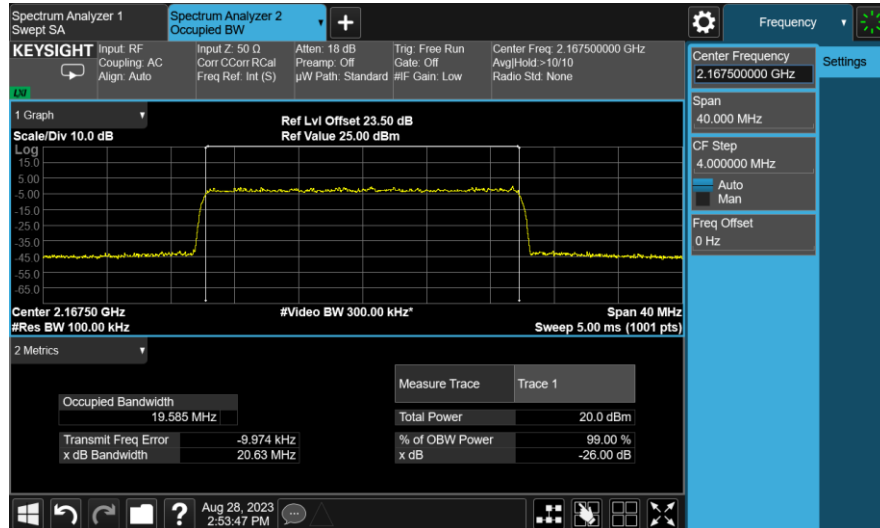 Spectrum Analyzer 1
Swept SA
Spectrum Analyzer 2
Occupied BW
Frequency
KEYSIGHT
LXI
Input: RF
Coupling: AC
Align: Auto
Input Z: 50 Ω
Corr CCorr RCal
Freq Ref: Int (S)
Atten: 18 dB
Preamp: Off
µW Path: Standard
Trig: Free Run
Gate: Off
#IF Gain: Low
Center Freq: 2.167500000 GHz
Avg|Hold:>10/10
Radio Std: None
Center Frequency
2.167500000 GHz
Settings
Span
40.000 MHz
CF Step
4.000000 MHz
Auto
Man
Freq Offset
0 Hz
1 Graph
Scale/Div 10.0 dB
Ref Lvl Offset 23.50 dB
Ref Value 25.00 dBm
Log
15.0
5.00
-5.00
-15.0
-25.0
-35.0
-45.0
-55.0
-65.0
Center 2.16750 GHz
#Video BW 300.00 kHz*
Span 40 MHz
#Res BW 100.00 kHz
Sweep 5.00 ms (1001 pts)
2 Metrics
Measure Trace
Trace 1
Occupied Bandwidth
19.585 MHz
Total Power
20.0 dBm
Transmit Freq Error
-9.974 kHz
% of OBW Power
99.00 %
x dB Bandwidth
20.63 MHz
x dB
-26.00 dB
?
Aug 28, 2023
2:53:47 PM